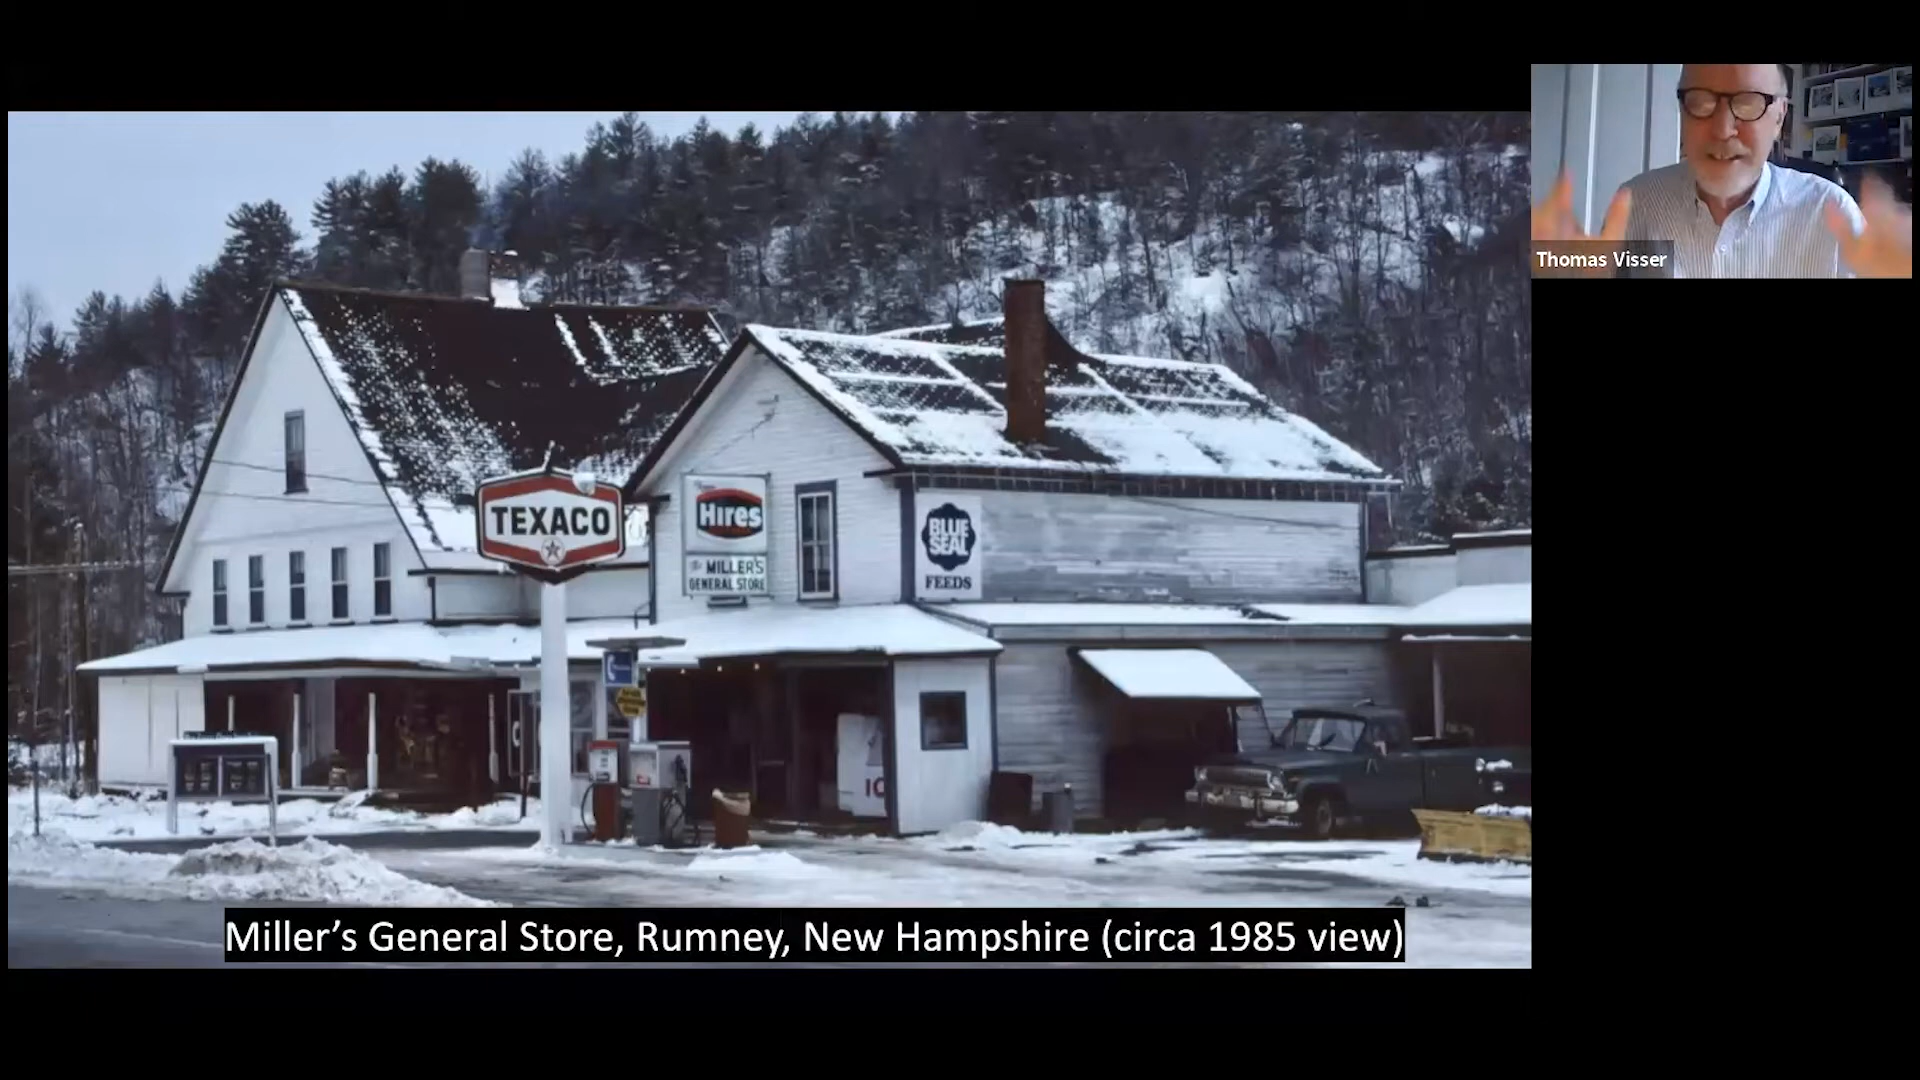 Thomas Visser
TEXACO
Hires
MILLER'S
GENERAL STORE
BLUE
SEAL
FEEDS
IC
Miller's General Store, Rumney, New Hampshire (circa 1985 view)